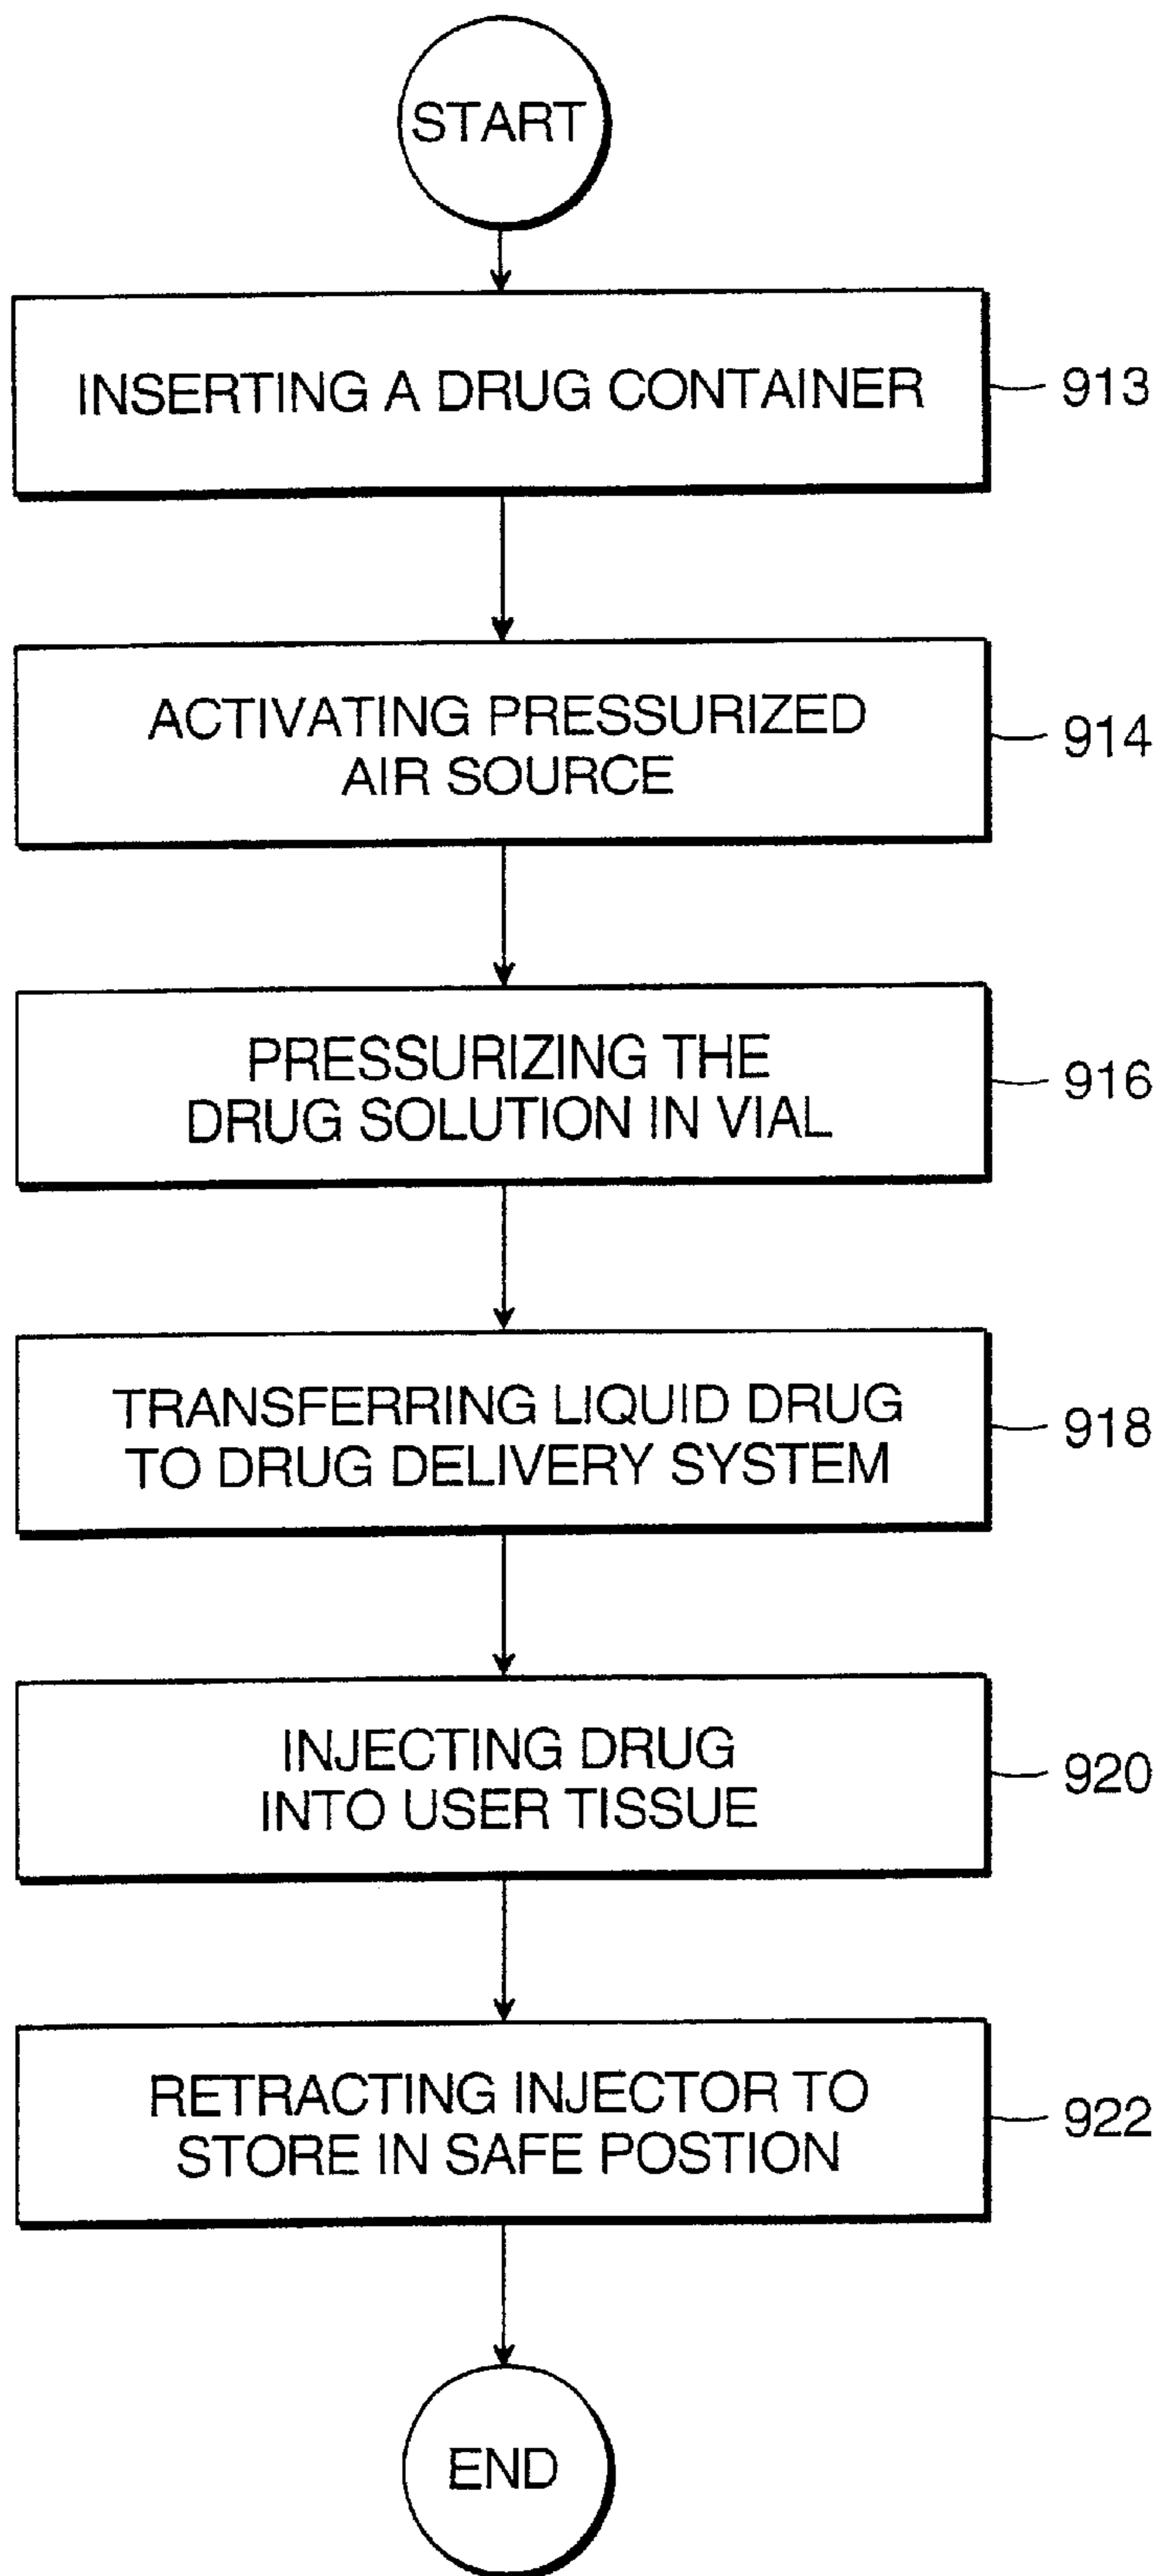 START
INSERTING A DRUG CONTAINER
913
ACTIVATING PRESSURIZED
AIR SOURCE
914
PRESSURIZING THE
DRUG SOLUTION IN VIAL
916
TRANSFERRING LIQUID DRUG
TO DRUG DELIVERY SYSTEM
918
INJECTING DRUG
INTO USER TISSUE
920
RETRACTING INJECTOR TO
STORE IN SAFE POSTION
922
END